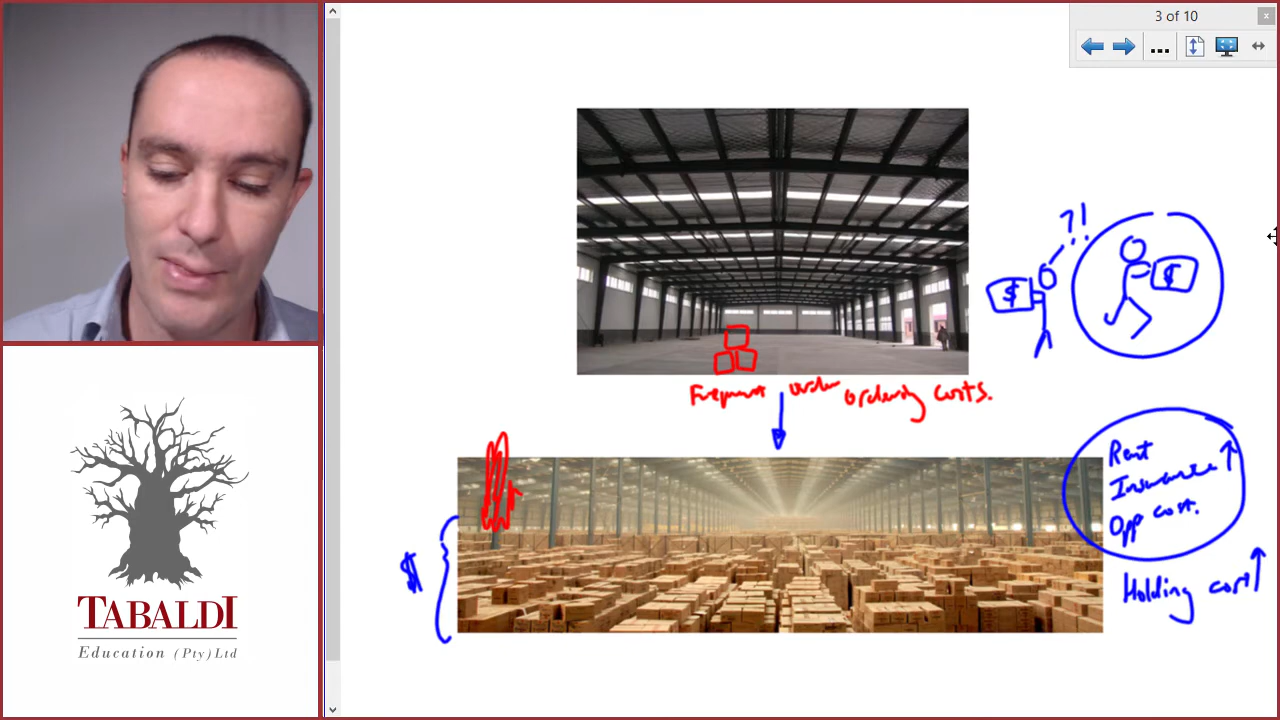 3 of 10
...
?!
$
$
Frequent order ordering costs.
Rent
Insurance ↑
Opp cost.
$
Holding cost ↑
TABALDI
Education (Pty) Ltd